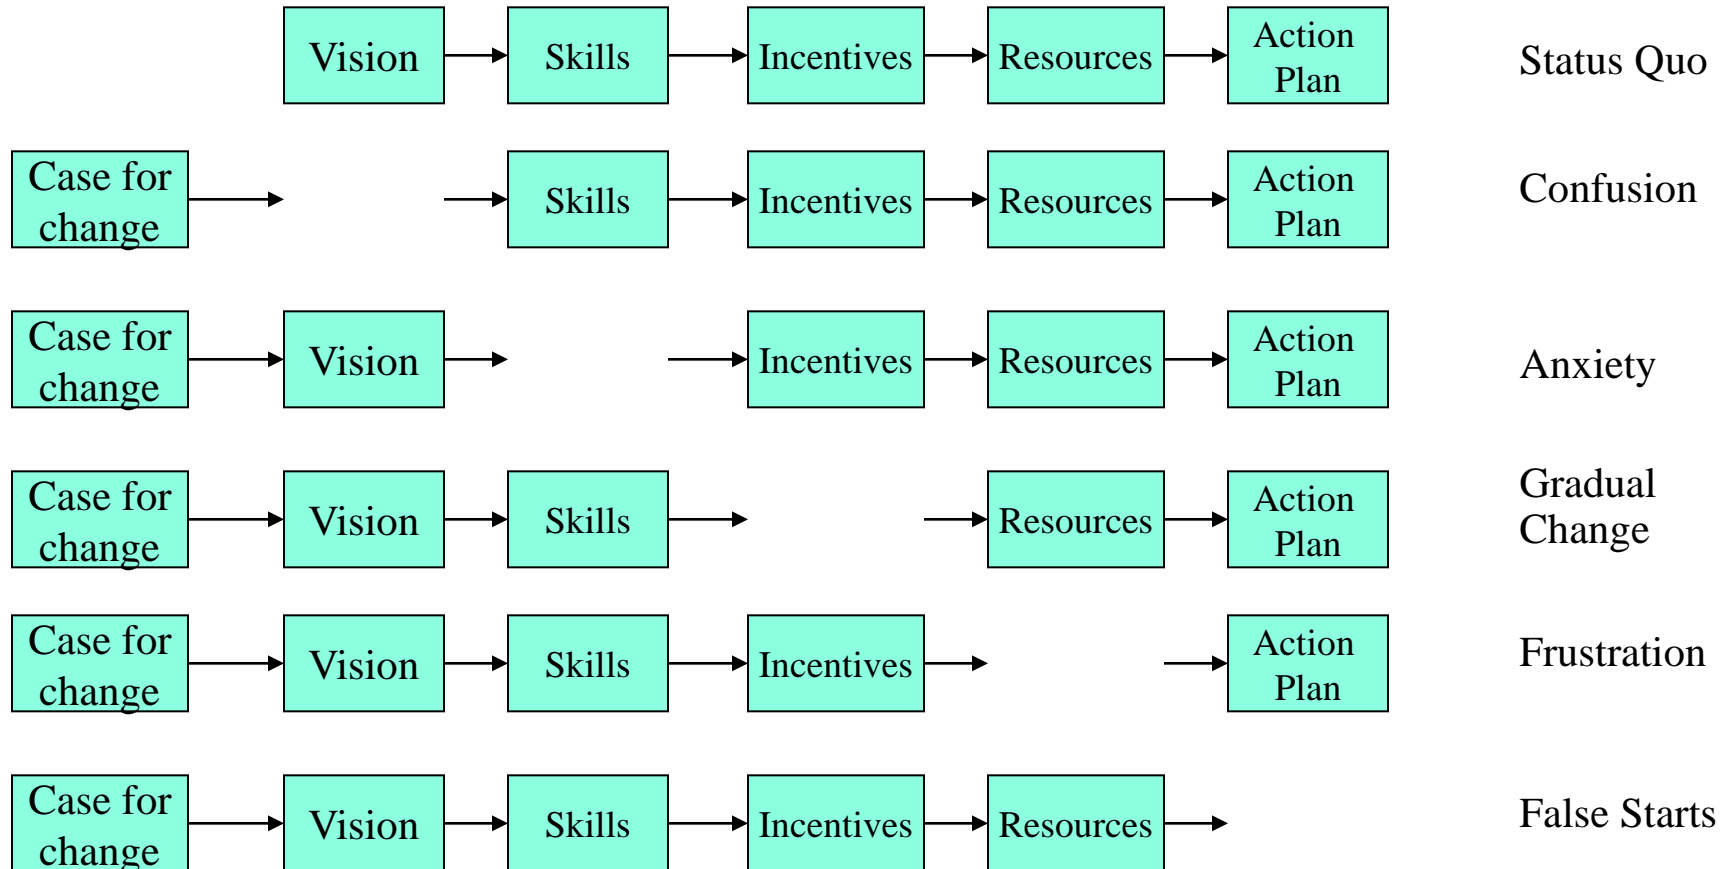 Vision
Skills
Incentives
Resources
Action
Plan
Status Quo
Case for
change
Skills
Incentives
Resources
Action
Plan
Confusion
Case for
change
Vision
Incentives
Resources
Action
Plan
Anxiety
Case for
change
Vision
Skills
Resources
Action
Plan
Gradual
Change
Case for
change
Vision
Skills
Incentives
Action
Plan
Frustration
Case for
change
Vision
Skills
Incentives
Resources
False Starts